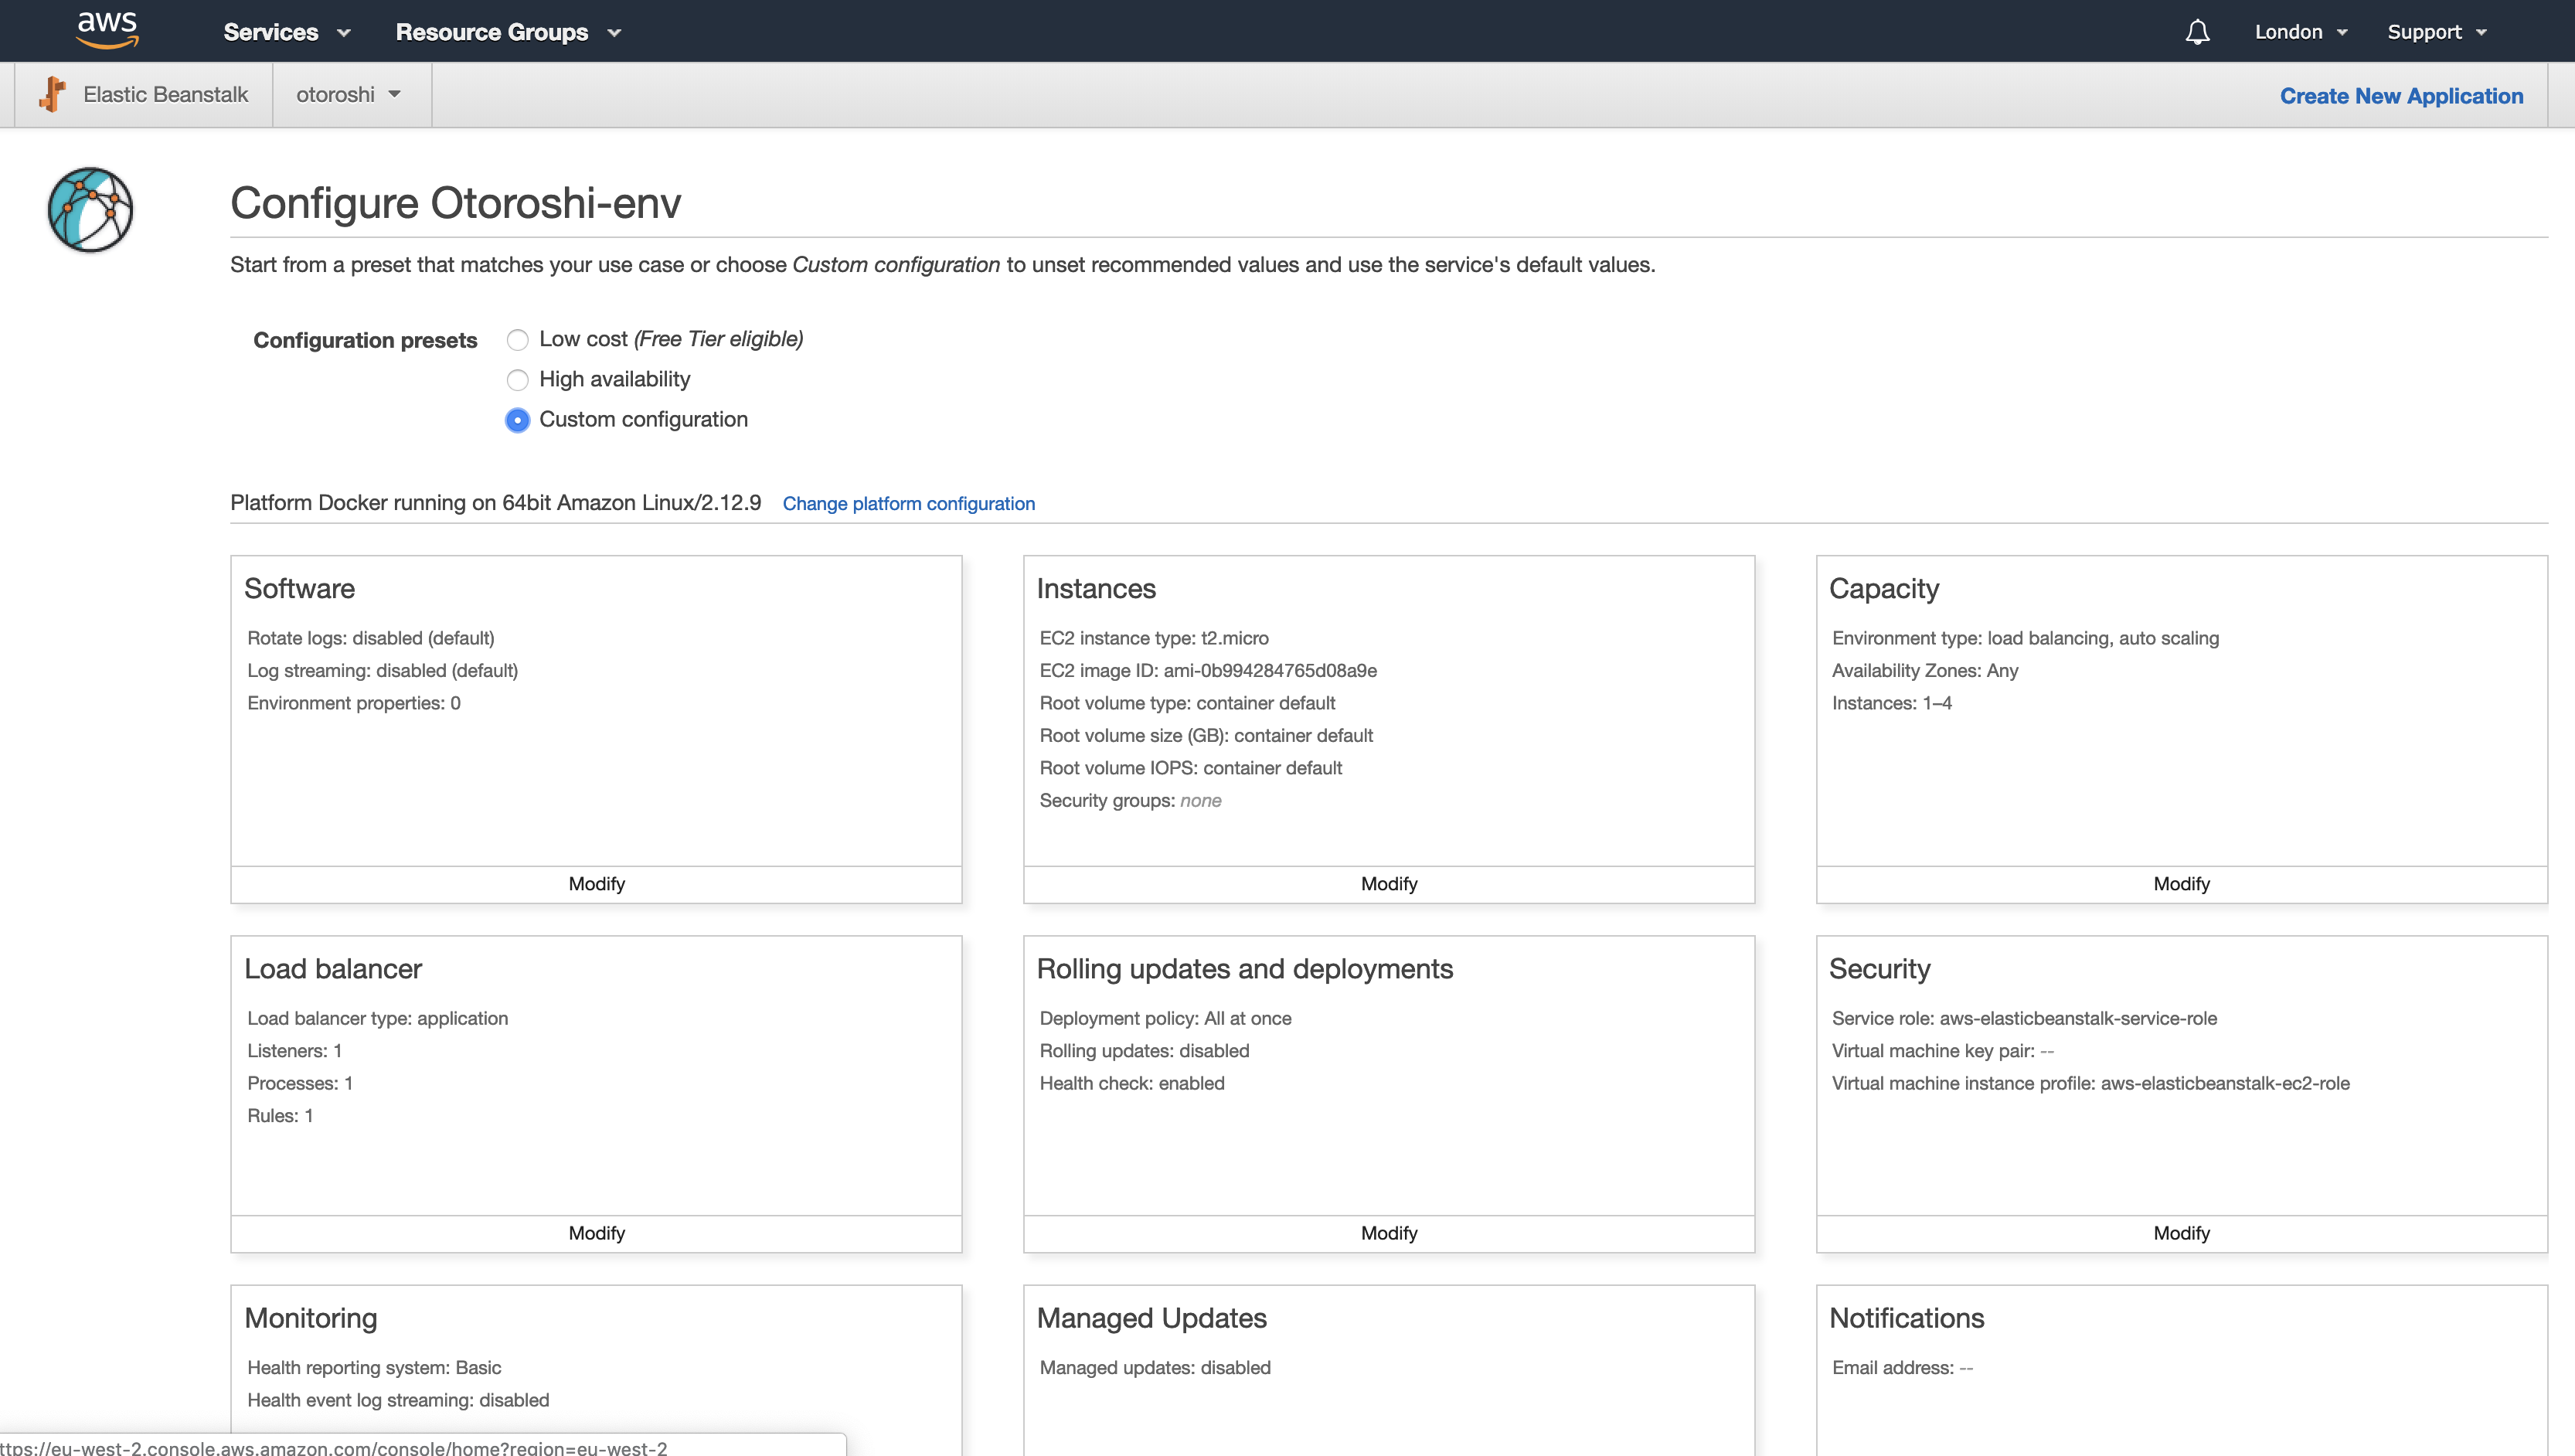 aws Services Resource Groups London Support
Elastic Beanstalk otoroshi Create New Application
Configure Otoroshi-env
Start from a preset that matches your use case or choose Custom configuration to unset recommended values and use the service's default values.
Configuration presets
Low cost (Free Tier eligible)
High availability
Custom configuration
Platform Docker running on 64bit Amazon Linux/2.12.9 Change platform configuration
Software
Rotate logs: disabled (default)
Log streaming: disabled (default)
Environment properties: 0
Modify
Instances
EC2 instance type: t2.micro
EC2 image ID: ami-0b994284765d08a9e
Root volume type: container default
Root volume size (GB): container default
Root volume IOPS: container default
Security groups: none
Modify
Capacity
Environment type: load balancing, auto scaling
Availability Zones: Any
Instances: 1–4
Modify
Load balancer
Load balancer type: application
Listeners: 1
Processes: 1
Rules: 1
Modify
Rolling updates and deployments
Deployment policy: All at once
Rolling updates: disabled
Health check: enabled
Modify
Security
Service role: aws-elasticbeanstalk-service-role
Virtual machine key pair: --
Virtual machine instance profile: aws-elasticbeanstalk-ec2-role
Modify
Monitoring
Health reporting system: Basic
Health event log streaming: disabled
Managed Updates
Managed updates: disabled
Notifications
Email address: --
ttps://eu-west-2.console.aws.amazon.com/console/home?region=eu-west-2